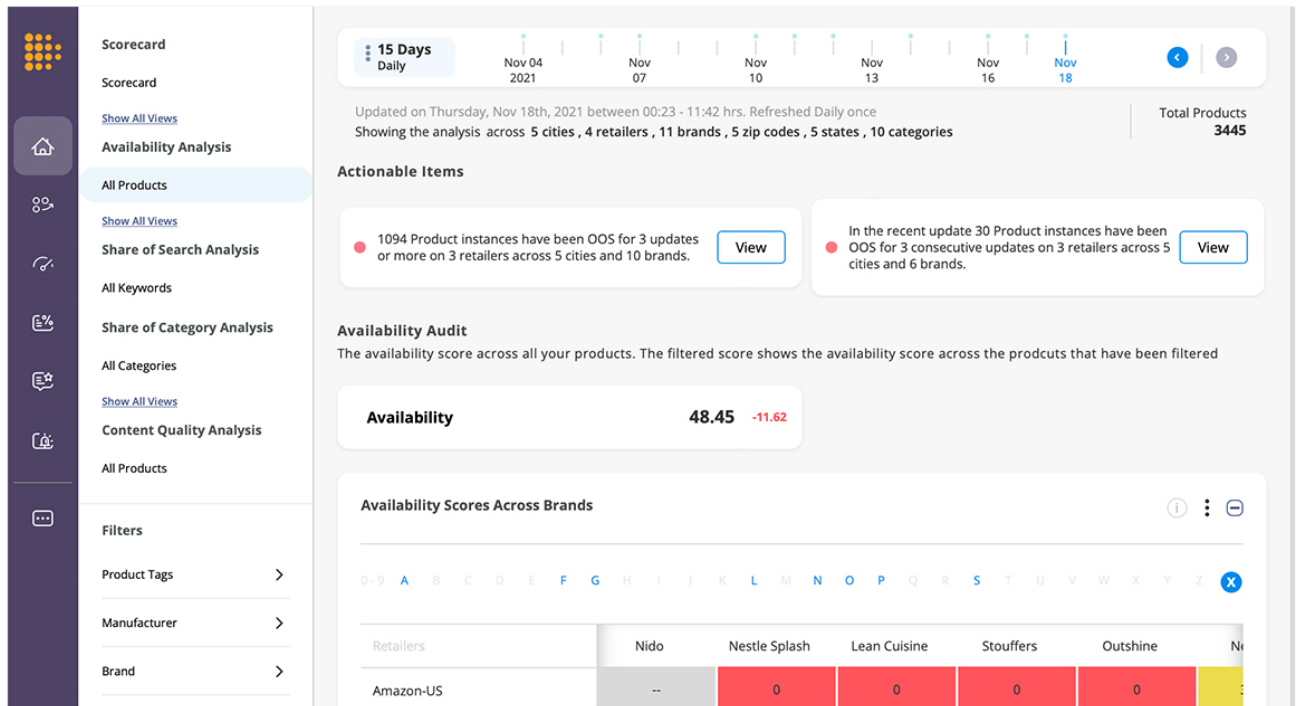 Scorecard
Scorecard
Show All Views
Availability Analysis
All Products
Show All Views
Share of Search Analysis
All Keywords
Share of Category Analysis
All Categories
Show All Views
Content Quality Analysis
All Products
Filters
Product Tags
Manufacturer
Brand
15 Days
Daily
Nov 04
2021
Nov
07
Nov
10
Nov
13
Nov
16
Nov
18
Updated on Thursday, Nov 18th, 2021 between 00:23 - 11:42 hrs. Refreshed Daily once
Showing the analysis across 5 cities , 4 retailers , 11 brands , 5 zip codes , 5 states , 10 categories
Total Products
3445
Actionable Items
1094 Product instances have been OOS for 3 updates
or more on 3 retailers across 5 cities and 10 brands.
View
In the recent update 30 Product instances have been
OOS for 3 consecutive updates on 3 retailers across 5
cities and 6 brands.
View
Availability Audit
The availability score across all your products. The filtered score shows the availability score across the prodcuts that have been filtered
Availability 48.45 -11.62
Availability Scores Across Brands
0-9 A B C D E F G H I J K L M N O P Q R S T U V W X Y Z X
Retailers Nido Nestle Splash Lean Cuisine Stouffers Outshine
Amazon-US -- 0 0 0 0